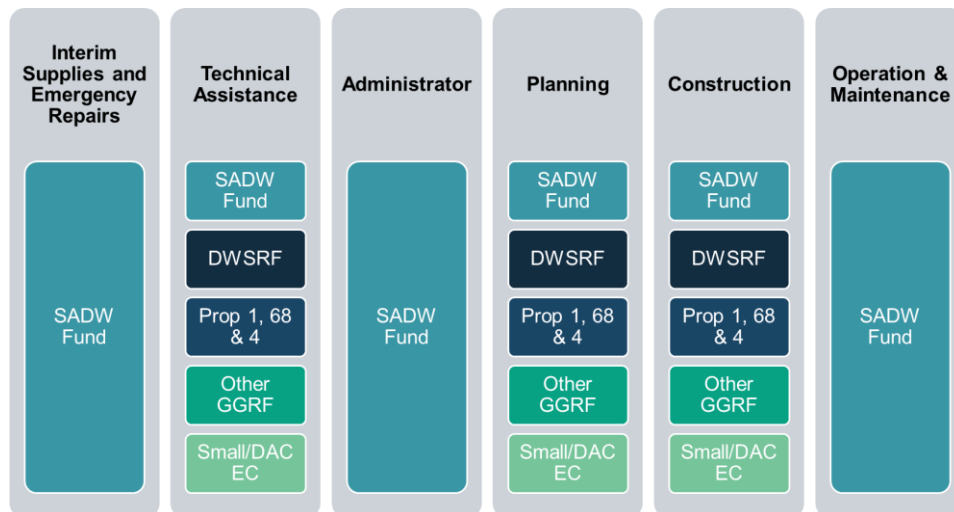 Interim
Supplies and
Emergency
Repairs
SADW
Fund
Technical
Assistance
SADW
Fund
DWSRF
Prop 1, 68
& 4
Other
GGRF
Small/DAC
EC
Administrator
SADW
Fund
Planning
SADW
Fund
DWSRF
Prop 1, 68
& 4
Other
GGRF
Small/DAC
EC
Construction
SADW
Fund
DWSRF
Prop 1, 68
& 4
Other
GGRF
Small/DAC
EC
Operation &
Maintenance
SADW
Fund